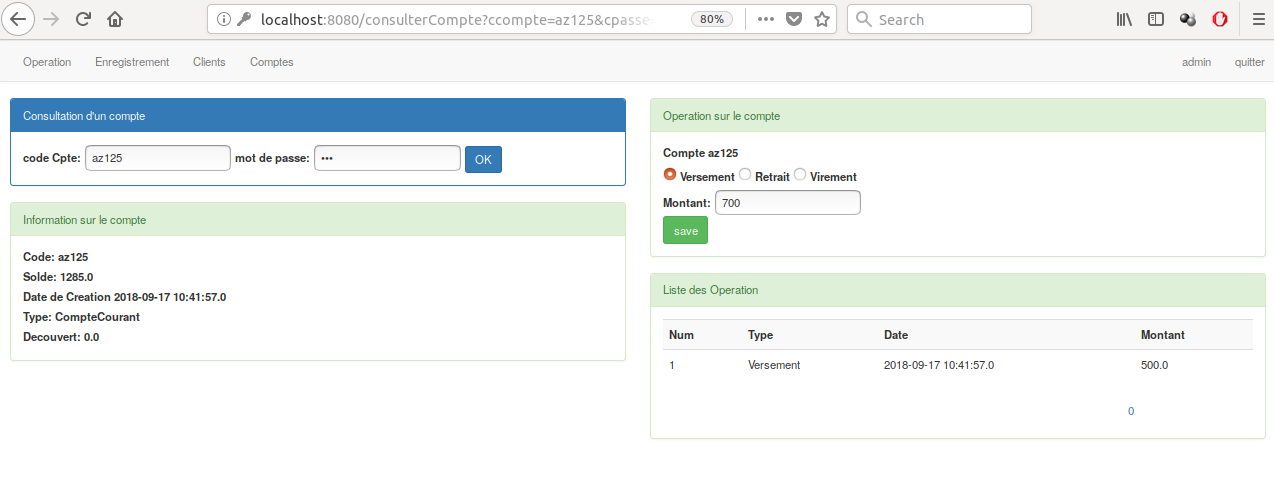 localhost:8080/consulterCompte?ccompte=az125&cpasse=
80%
Search
Operation Enregistrement Clients Comptes admin quitter
Consultation d'un compte
code Cpte: az125 mot de passe: ••• OK
Information sur le compte
Code: az125
Solde: 1285.0
Date de Creation 2018-09-17 10:41:57.0
Type: CompteCourant
Decouvert: 0.0
Operation sur le compte
Compte az125
Versement Retrait Virement
Montant: 700
save
Liste des Operation
Num Type Date Montant
1 Versement 2018-09-17 10:41:57.0 500.0
0